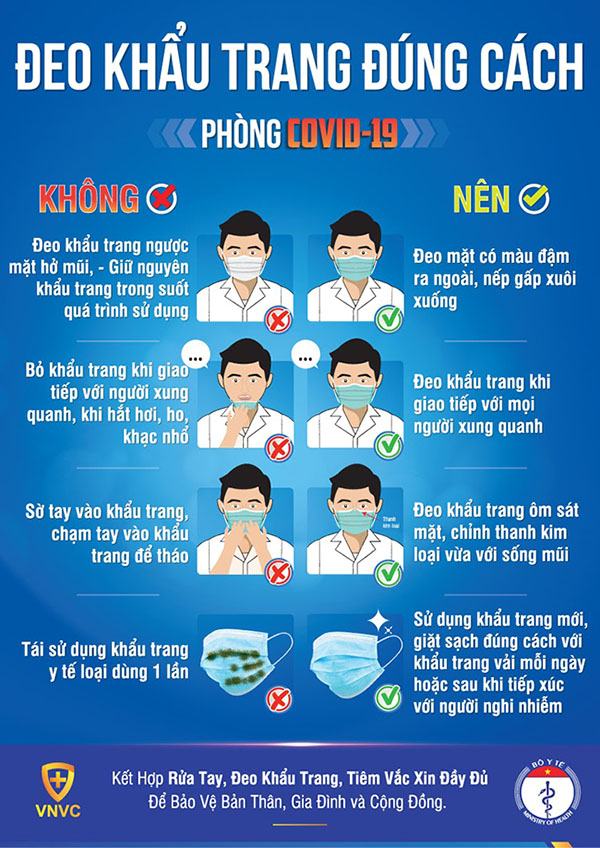 ĐEO KHẨU TRANG ĐÚNG CÁCH
PHÒNG COVID-19
KHÔNG
NÊN
Đeo khẩu trang ngược
mặt hở mũi, - Giữ nguyên
khẩu trang trong suốt
quá trình sử dụng
Đeo mặt có màu đậm
ra ngoài, nếp gấp xuôi
xuống
Bỏ khẩu trang khi giao
tiếp với người xung
quanh, khi hắt hơi, ho,
khạc nhổ
Đeo khẩu trang khi
giao tiếp với mọi
người xung quanh
Sờ tay vào khẩu trang,
chạm tay vào khẩu
trang để tháo
Thanh
kim loại
Đeo khẩu trang ôm sát
mặt, chỉnh thanh kim
loại vừa với sống mũi
Tái sử dụng khẩu trang
y tế loại dùng 1 lần
Sử dụng khẩu trang mới,
giặt sạch đúng cách với
khẩu trang vải mỗi ngày
hoặc sau khi tiếp xúc
với người nghi nhiễm
VNVC
Kết Hợp Rửa Tay, Đeo Khẩu Trang, Tiêm Vắc Xin Đầy Đủ
Để Bảo Vệ Bản Thân, Gia Đình và Cộng Đồng.
BỘ Y TẾ
MINISTRY OF HEALTH